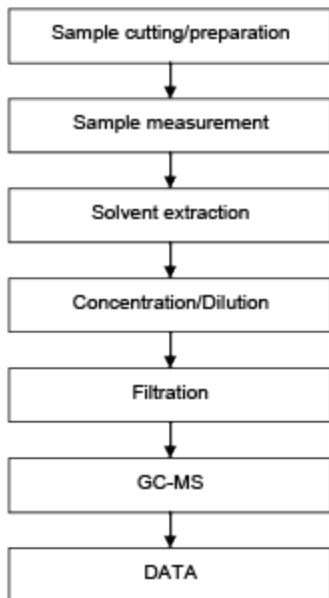 Sample cutting/preparation
Sample measurement
Solvent extraction
Concentration/Dilution
Filtration
GC-MS
DATA